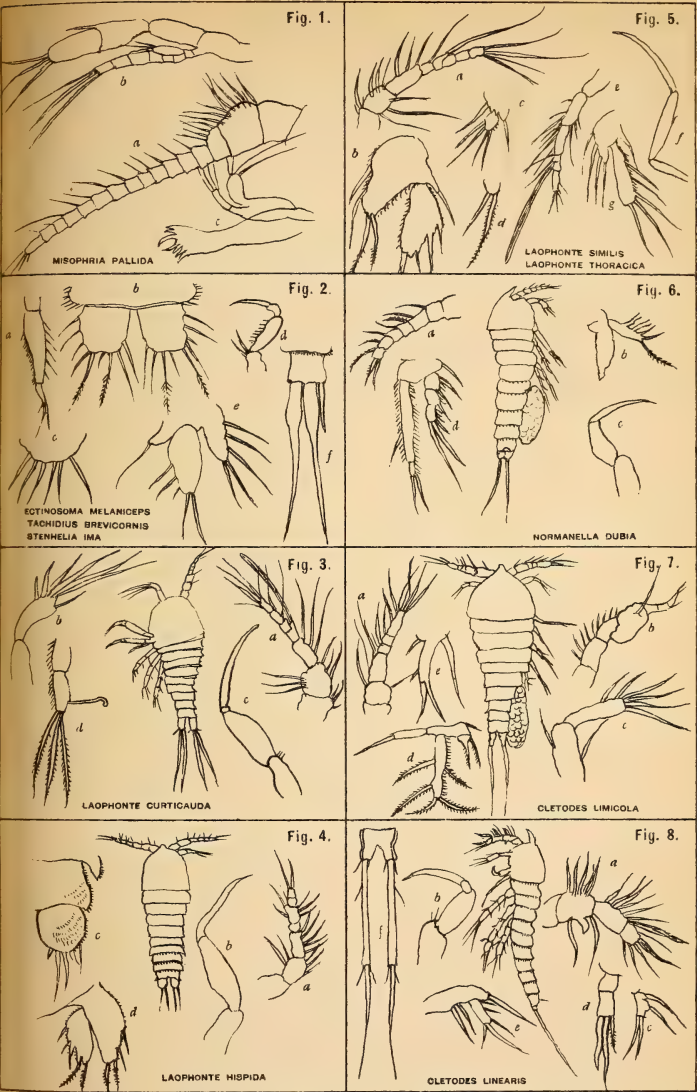 Fig. 1.
b
a
c
MISOPHRIA PALLIDA
Fig. 2.
a
b
d
c
e
f
ECTINOSOMA MELANICEPS
TACHIDIUS BREVICORNIS
STENHELIA IMA
Fig. 3.
b
a
c
d
LAOPHONTE CURTICAUDA
Fig. 4.
c
b
d
a
LAOPHONTE HISPIDA
Fig. 5.
a
c
e
b
f
d
g
LAOPHONTE SIMILIS
LAOPHONTE THORACICA
Fig. 6.
a
b
d
c
NORMANELLA DUBIA
Fig. 7.
a
b
e
c
d
CLETODES LIMICOLA
Fig. 8.
a
b
f
d
c
e
CLETODES LINEARIS